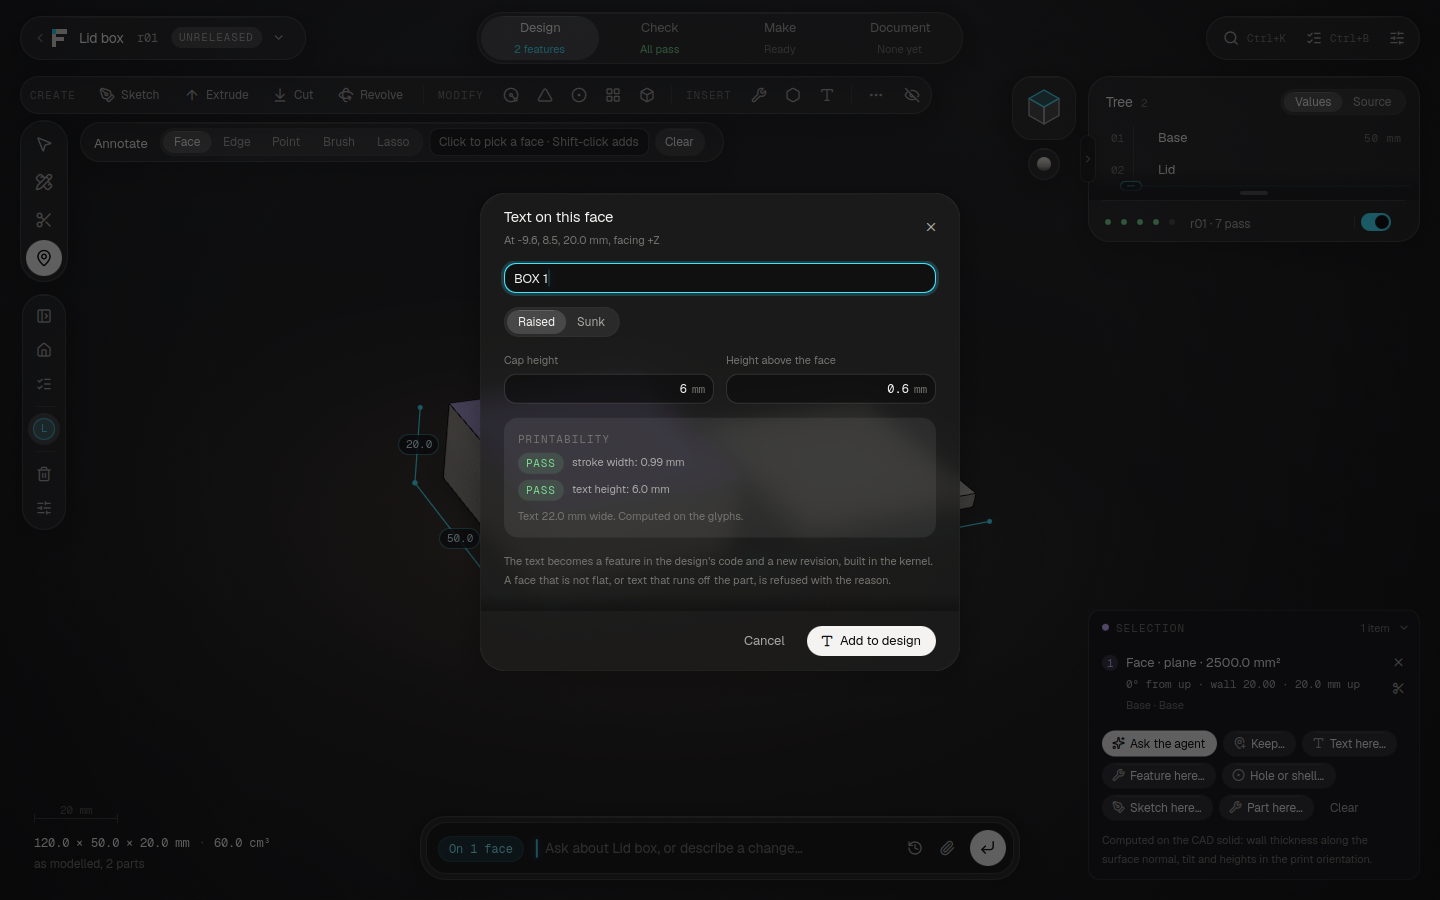 Lid box r01 UNRELEASED
Design
2 features
Check
All pass
Make
Ready
Document
None yet
Ctrl+K Ctrl+B
CREATE Sketch Extrude Cut Revolve MODIFY INSERT
Annotate Face Edge Point Brush Lasso Click to pick a face · Shift-click adds Clear
Tree 2 Values Source
01 Base 50 mm
02 Lid
r01 · 7 pass
Text on this face
At -9.6, 8.5, 20.0 mm, facing +Z
BOX 1
Raised Sunk
Cap height Height above the face
6 mm 0.6 mm
PRINTABILITY
PASS stroke width: 0.99 mm
PASS text height: 6.0 mm
Text 22.0 mm wide. Computed on the glyphs.
The text becomes a feature in the design's code and a new revision, built in the kernel.
A face that is not flat, or text that runs off the part, is refused with the reason.
Cancel Add to design
L
20.0
50.0
SELECTION 1 item
1 Face · plane · 2500.0 mm²
0° from up · wall 20.00 · 20.0 mm up
Base · Base
Ask the agent Keep… Text here…
Feature here… Hole or shell…
Sketch here… Part here… Clear
Computed on the CAD solid: wall thickness along the
surface normal, tilt and heights in the print orientation.
20 mm
120.0 × 50.0 × 20.0 mm · 60.0 cm³
as modelled, 2 parts
On 1 face Ask about Lid box, or describe a change…